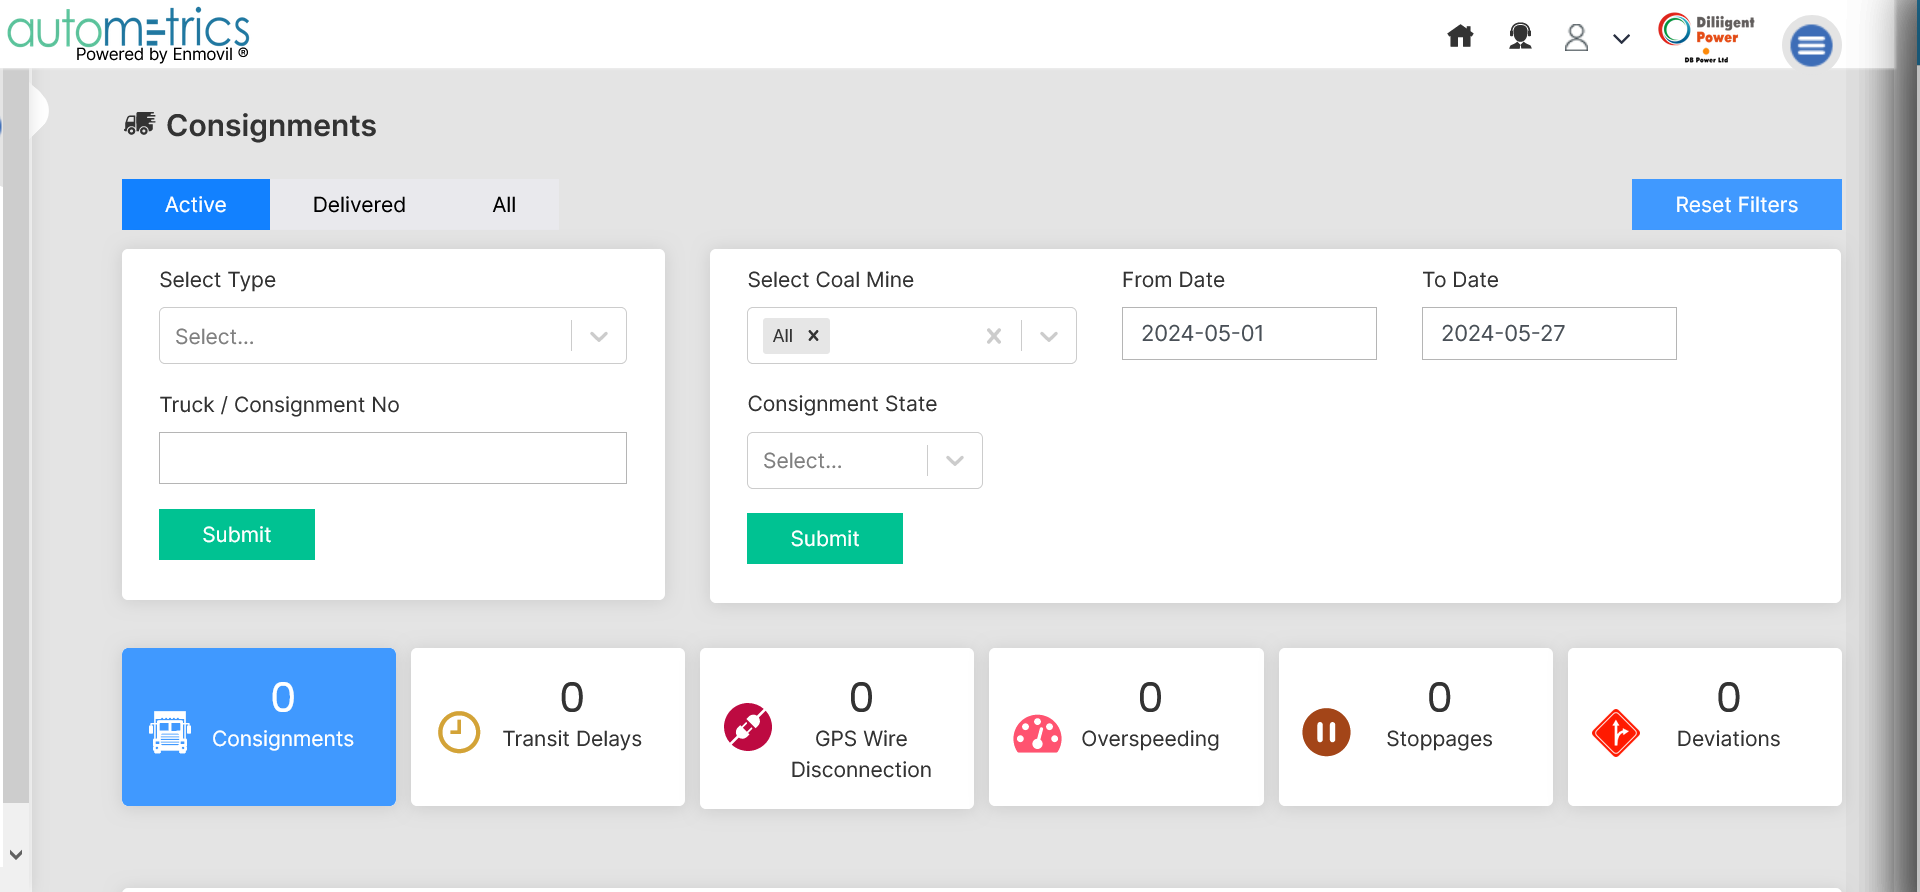 autometrics
Powered by Enmovil ®
Diliigent
Power
DB Power Ltd
Consignments
Active
Delivered
All
Reset Filters
Select Type
Select...
Truck / Consignment No
Submit
Select Coal Mine
All
From Date
2024-05-01
To Date
2024-05-27
Consignment State
Select...
Submit
0
Consignments
0
Transit Delays
0
GPS Wire
Disconnection
0
Overspeeding
0
Stoppages
0
Deviations